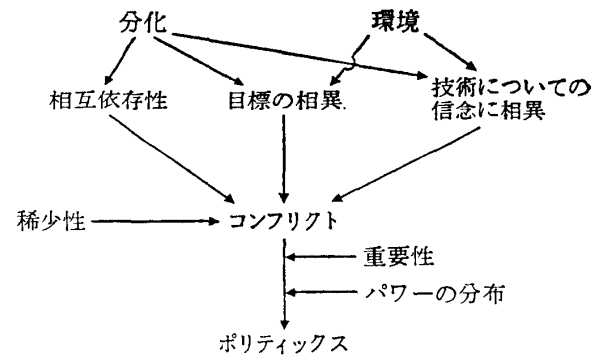 分化
環境
相互依存性
目標の相異.
技術についての
信念に相異
稀少性
コンフリクト
重要性
パワーの分布
ポリティックス